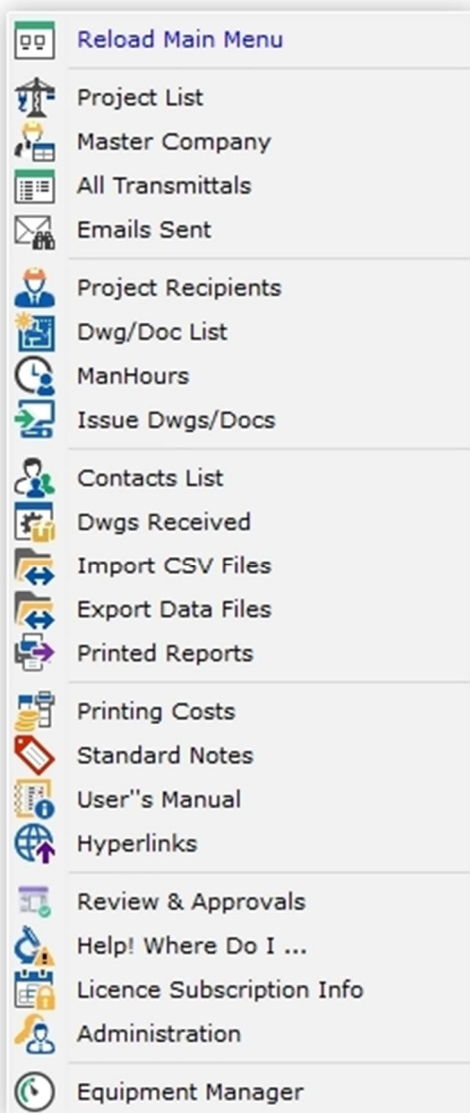 Reload Main Menu
Project List
Master Company
All Transmittals
Emails Sent
Project Recipients
Dwg/Doc List
ManHours
Issue Dwgs/Docs
Contacts List
Dwgs Received
Import CSV Files
Export Data Files
Printed Reports
Printing Costs
Standard Notes
User''s Manual
Hyperlinks
Review & Approvals
Help! Where Do I ...
Licence Subscription Info
Administration
Equipment Manager